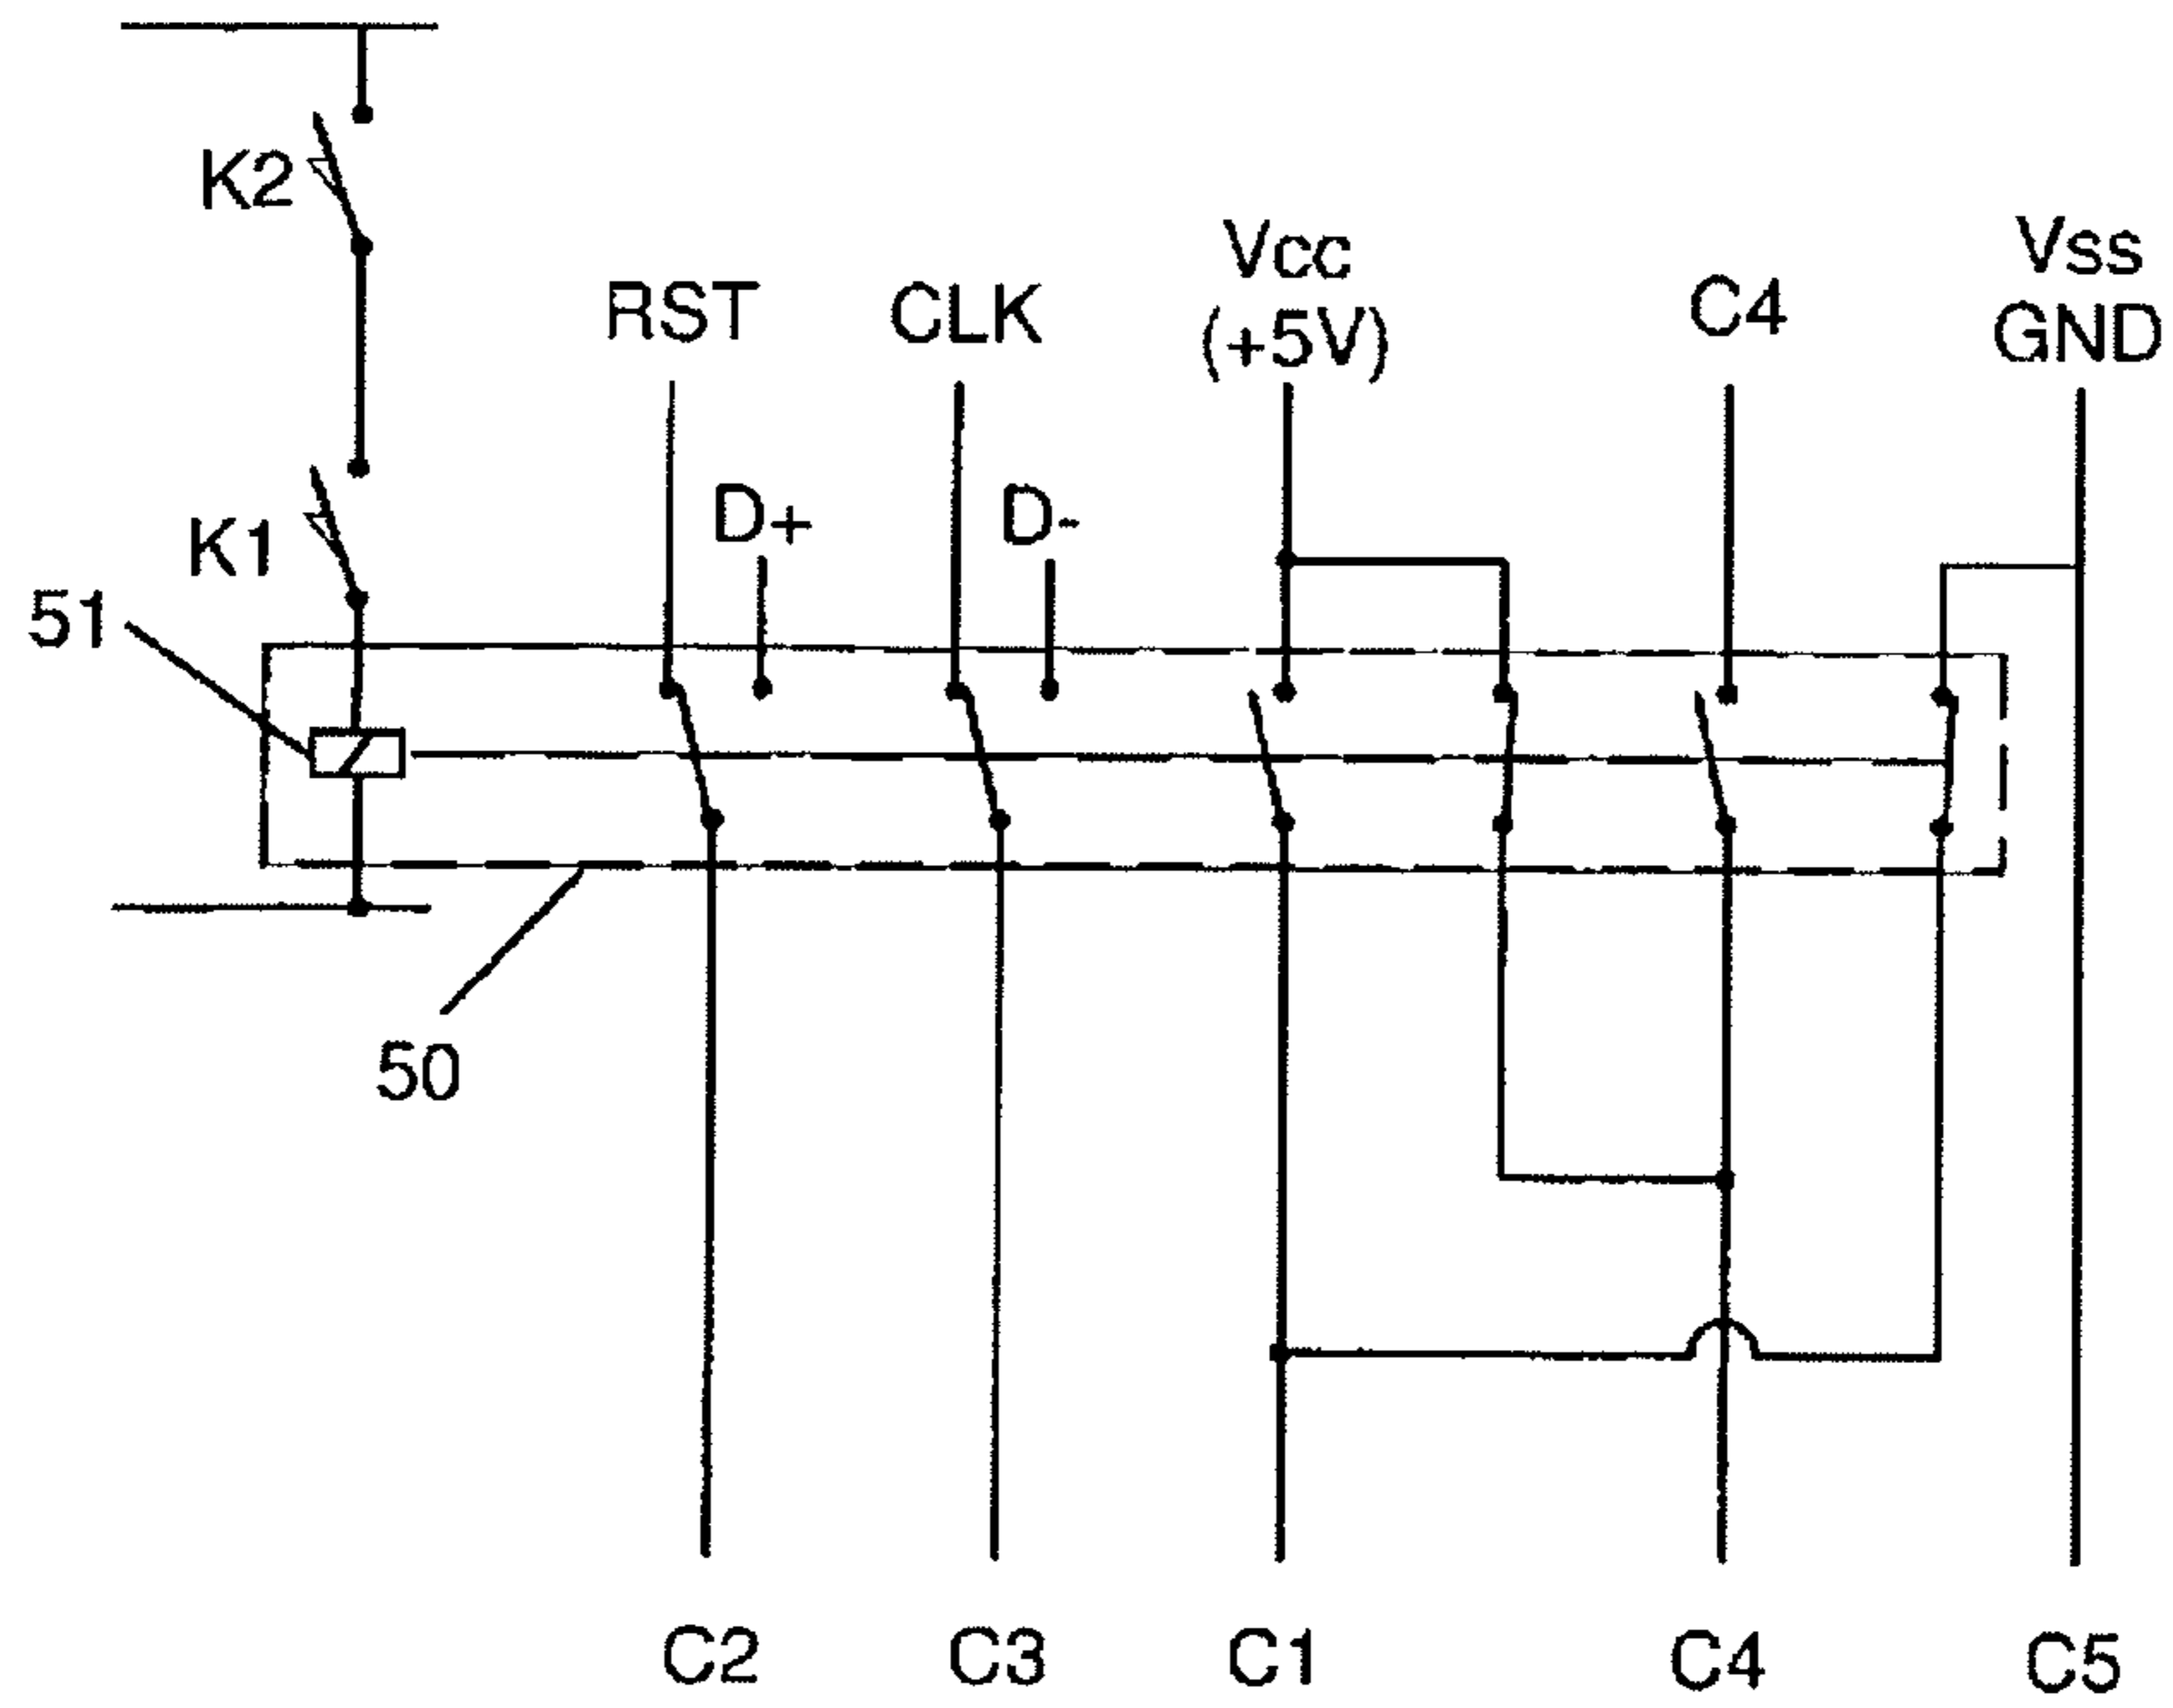 K2
RST
CLK
Vcc
(+5V)
C4
Vss
GND
K1
D+
D-
51
50
C2
C3
C1
C4
C5